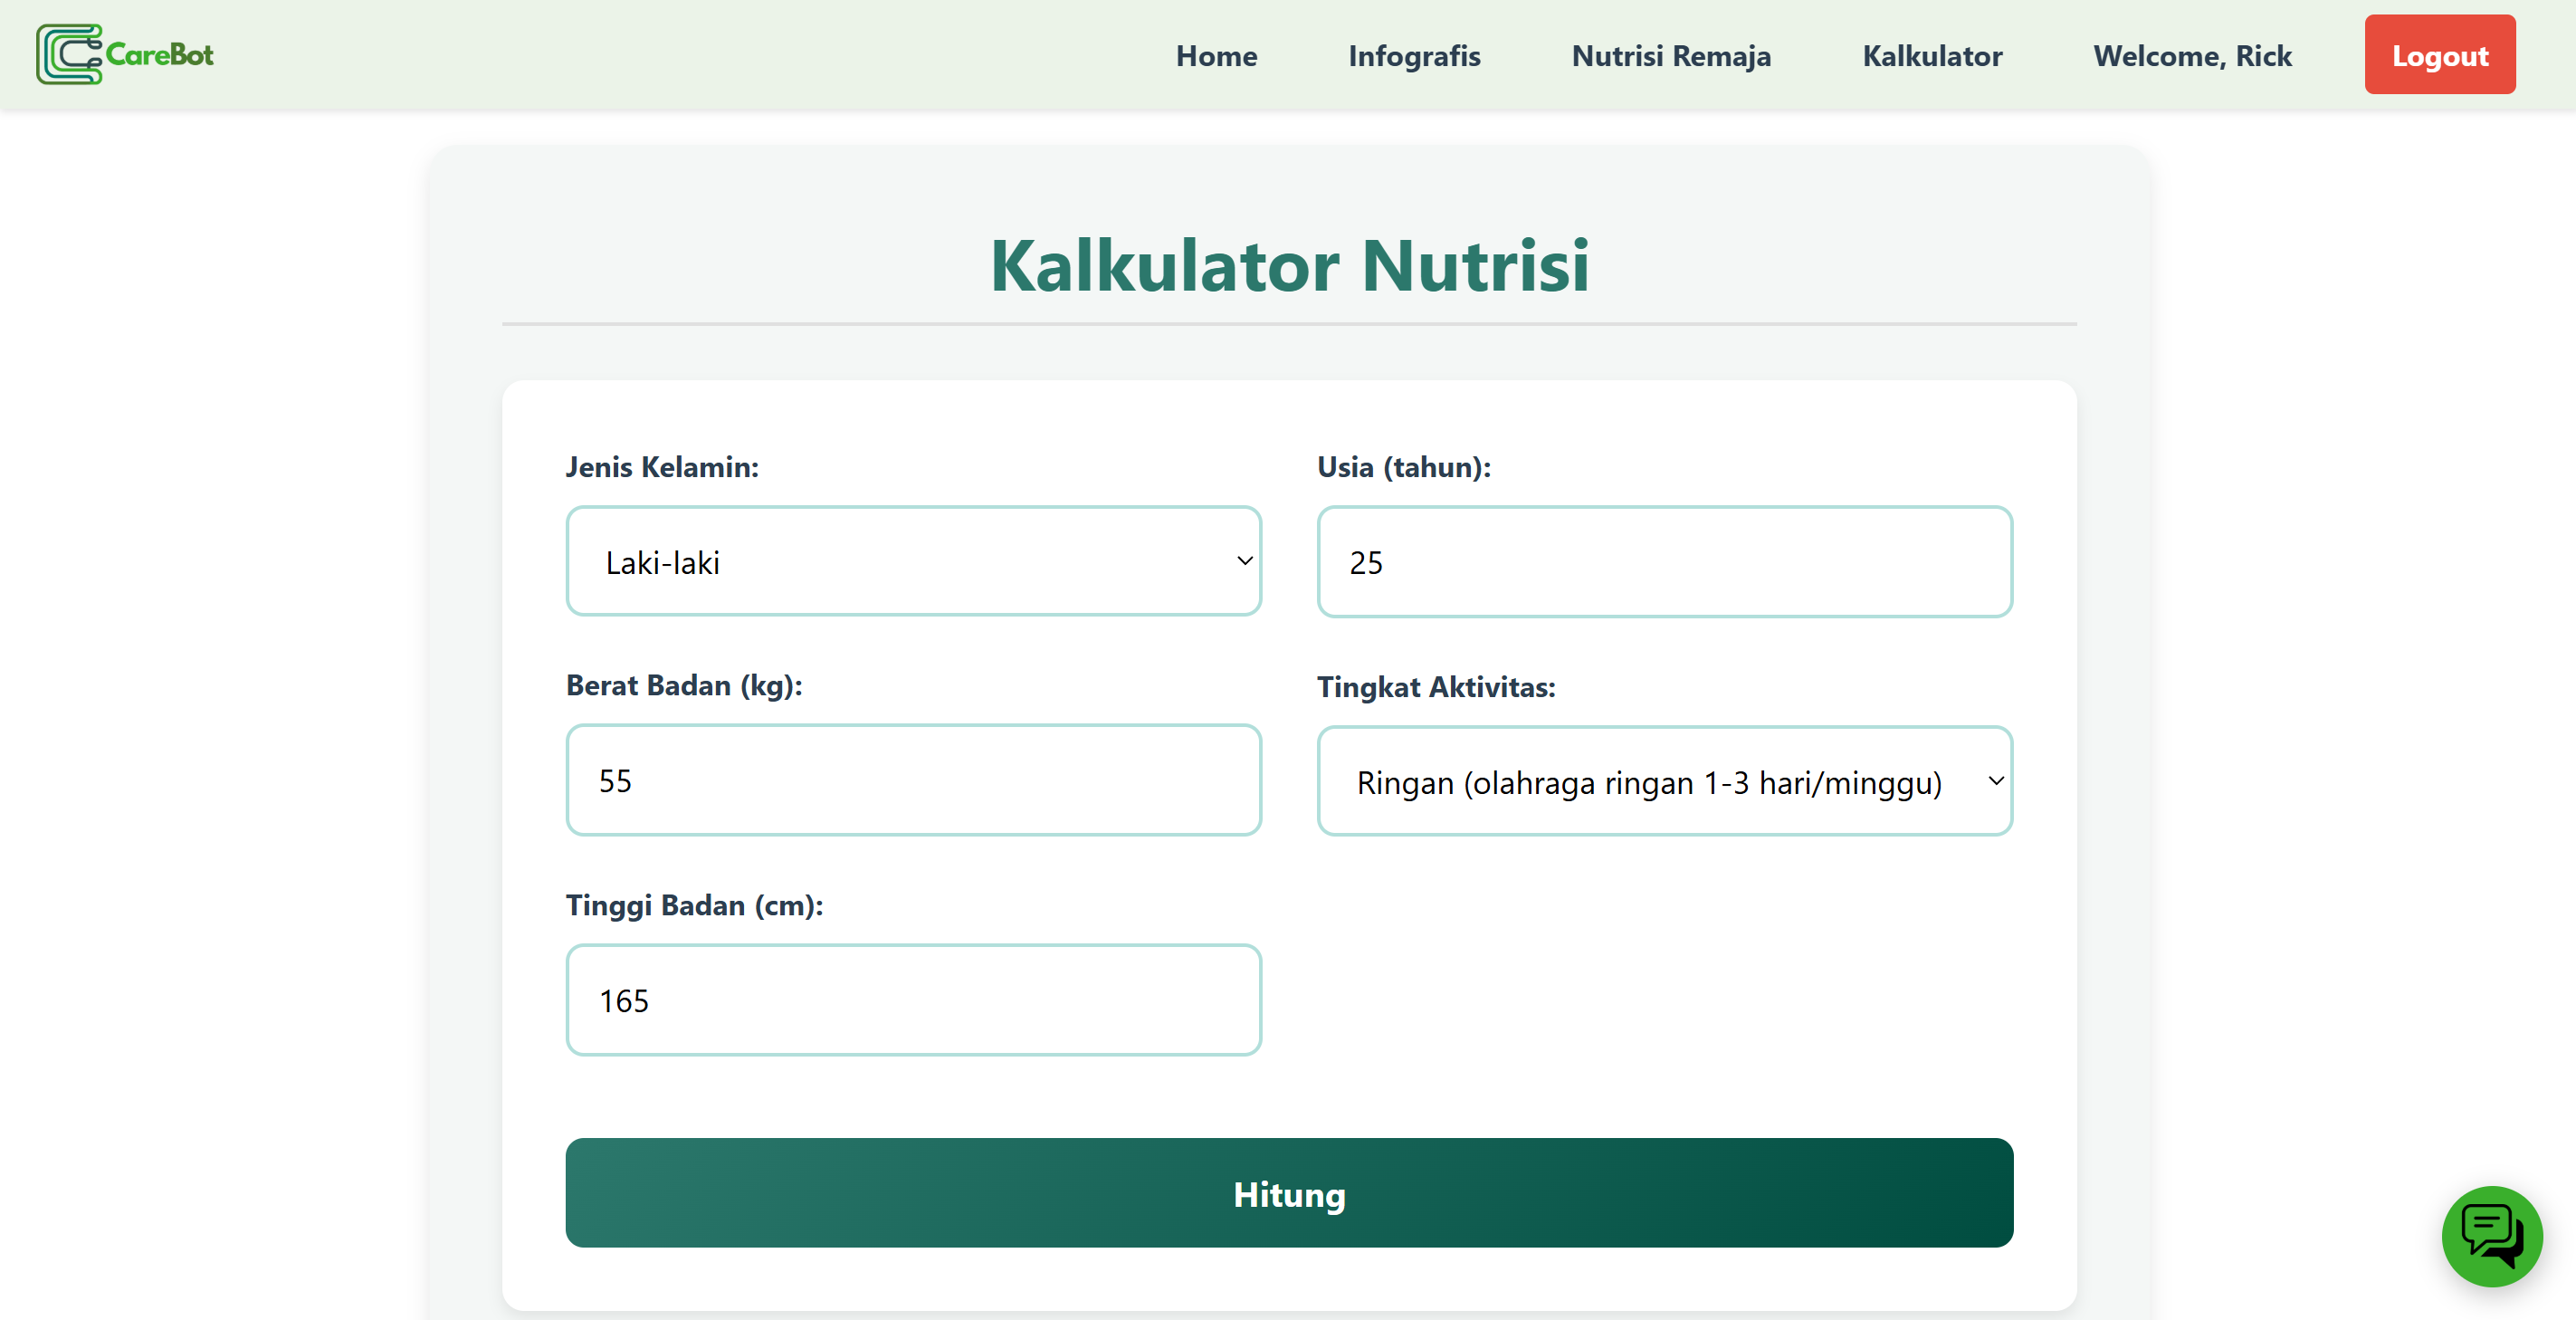 CareBot
Home Infografis Nutrisi Remaja Kalkulator Welcome, Rick Logout
Kalkulator Nutrisi
Jenis Kelamin:
Laki-laki
Usia (tahun):
25
Berat Badan (kg):
55
Tingkat Aktivitas:
Ringan (olahraga ringan 1-3 hari/minggu)
Tinggi Badan (cm):
165
Hitung